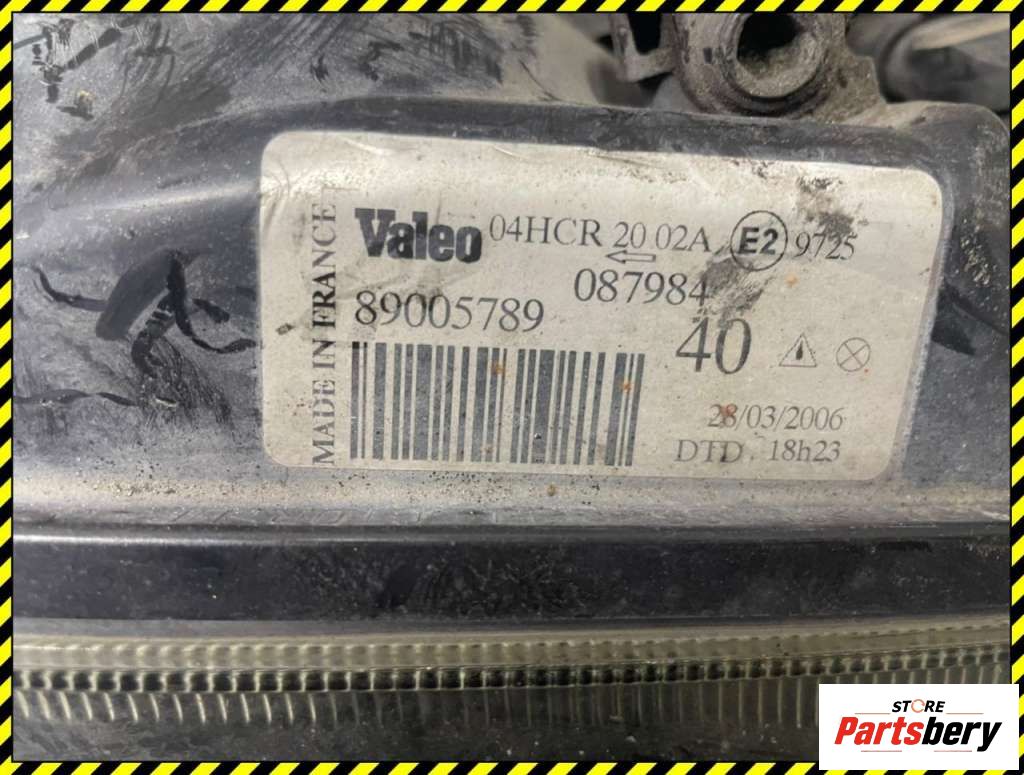 MADE IN FRANCE
Valeo 04HCR 20 02A E2 9725
087984
89005789
40
28/03/2006
DTD . 18h23
STORE
Partsbery